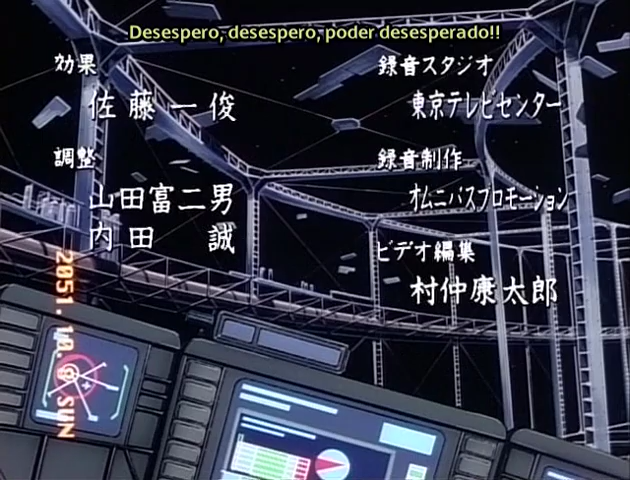 Desespero, desespero, poder desesperado!!
効果
佐藤一俊
調整
山田富二男
内田 誠
録音スタジオ
東京テレビセンター
録音制作
オムニバスプロモーション
ビデオ編集
村仲康太郎
2051.10.@ SUN